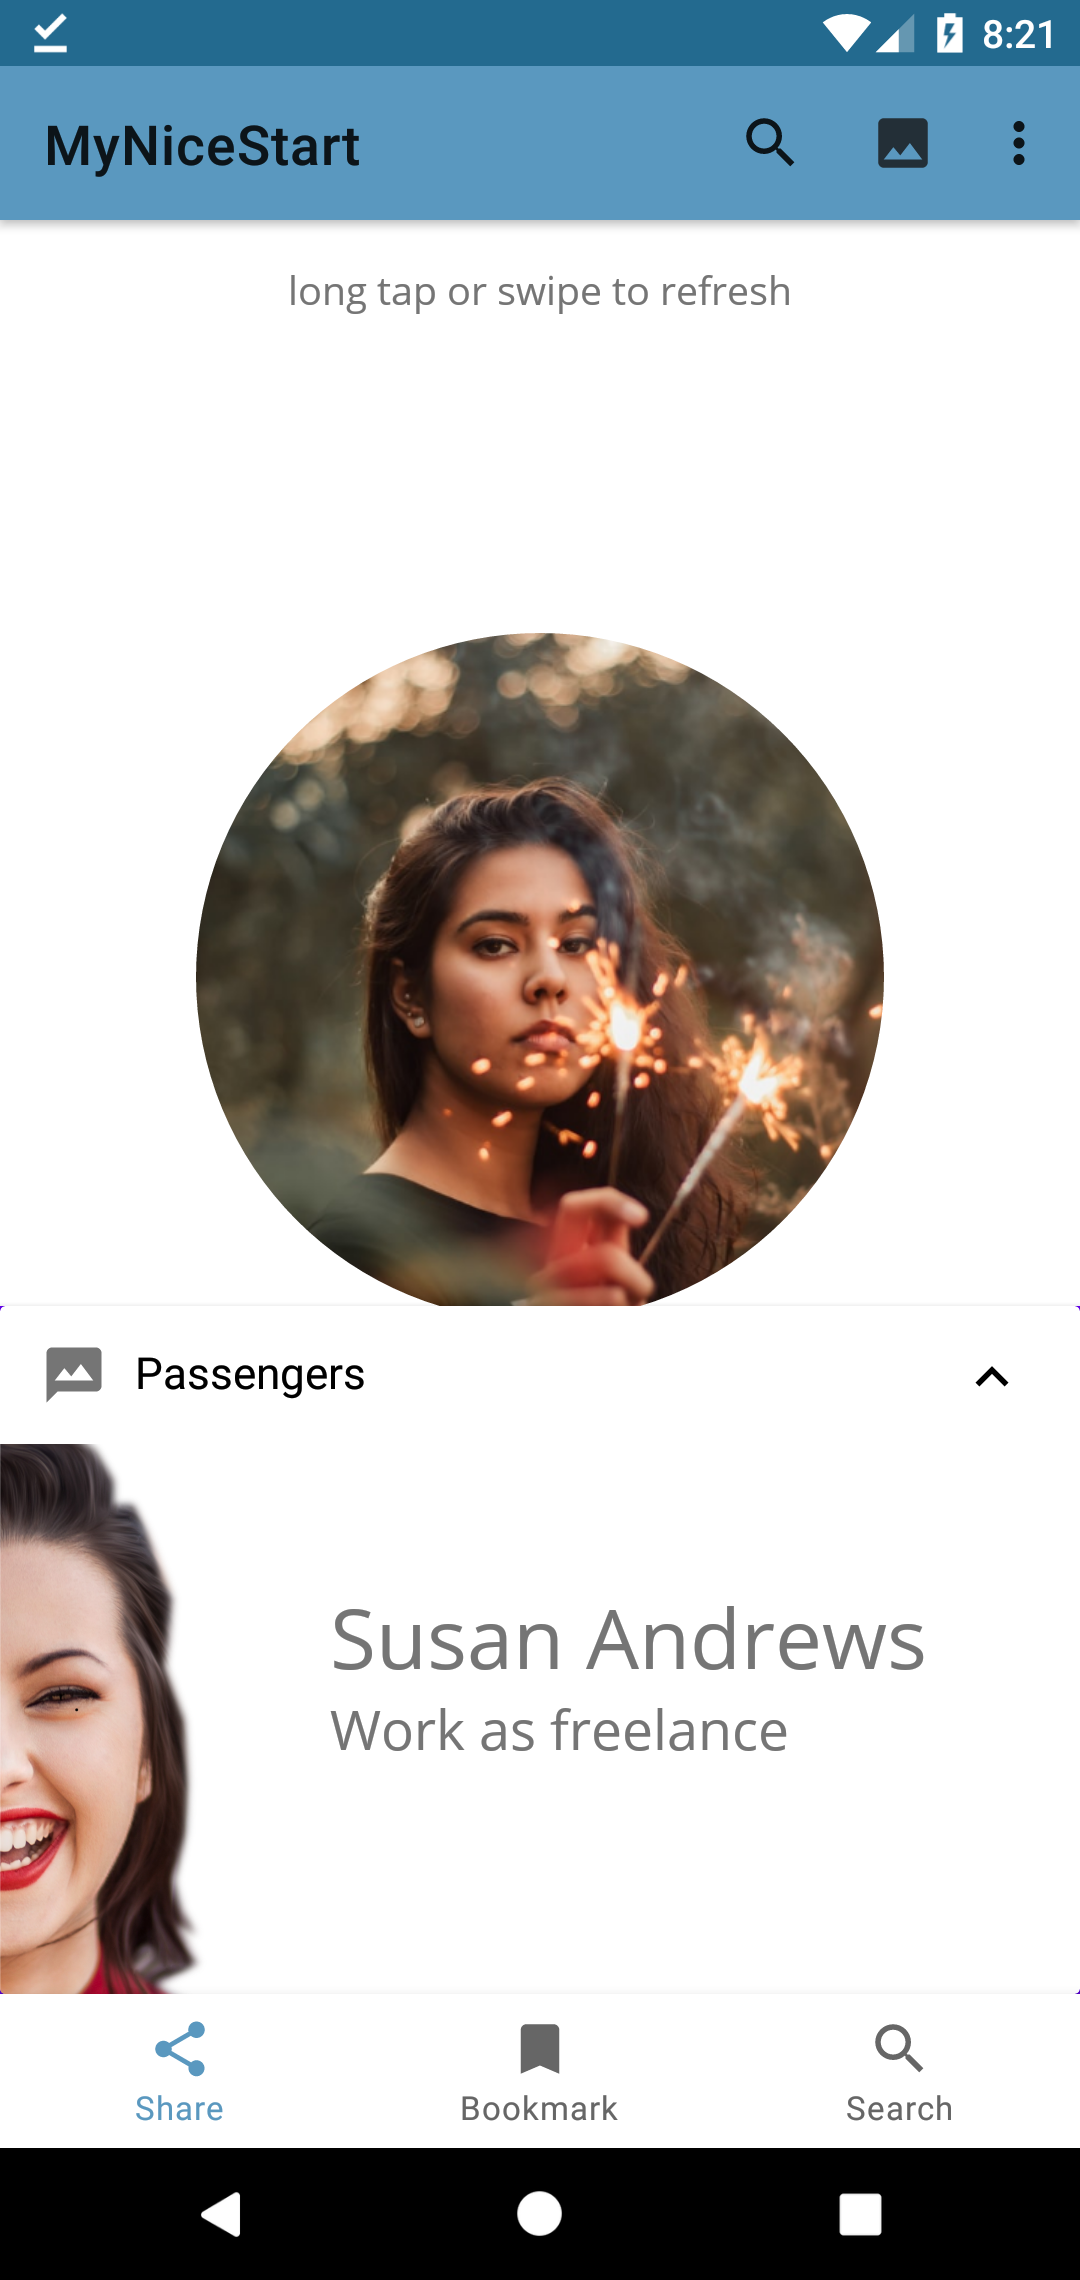 8:21
MyNiceStart
long tap or swipe to refresh
Passengers
Susan Andrews
Work as freelance
Share
Bookmark
Search